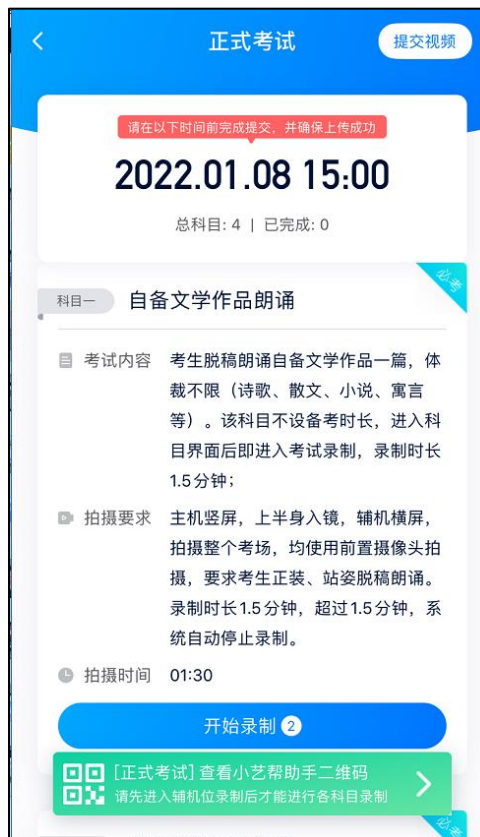 正式考试
提交视频
请在以下时间前完成提交，并确保上传成功
2022.01.08 15:00
总科目: 4 | 已完成: 0
必考
科目一
自备文学作品朗诵
考试内容
考生脱稿朗诵自备文学作品一篇，体
裁不限（诗歌、散文、小说、寓言
等）。该科目不设备考时长，进入科
目界面后即进入考试录制，录制时长
1.5分钟；
拍摄要求
主机竖屏，上半身入镜，辅机横屏，
拍摄整个考场，均使用前置摄像头拍
摄，要求考生正装、站姿脱稿朗诵。
录制时长1.5分钟，超过1.5分钟，系
统自动停止录制。
拍摄时间
01:30
开始录制 2
[正式考试] 查看小艺帮助手二维码
请先进入辅机位录制后才能进行各科目录制
必考